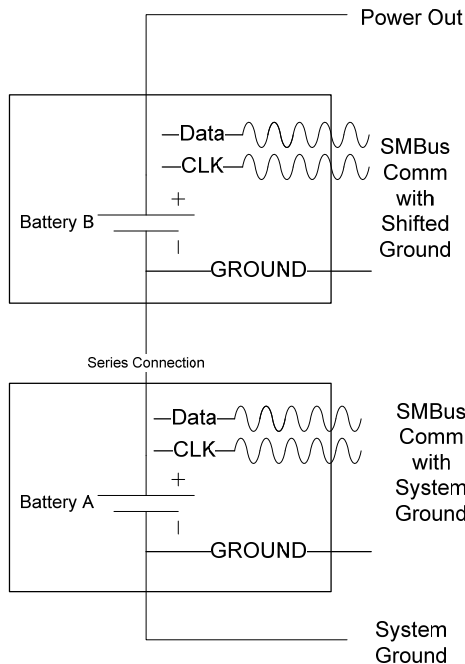 Power Out
Data
CLK
SMBus
Comm
with
Shifted
Ground
+
Battery B
GROUND
Series Connection
Data
CLK
SMBus
Comm
with
System
Ground
+
Battery A
GROUND
System
Ground